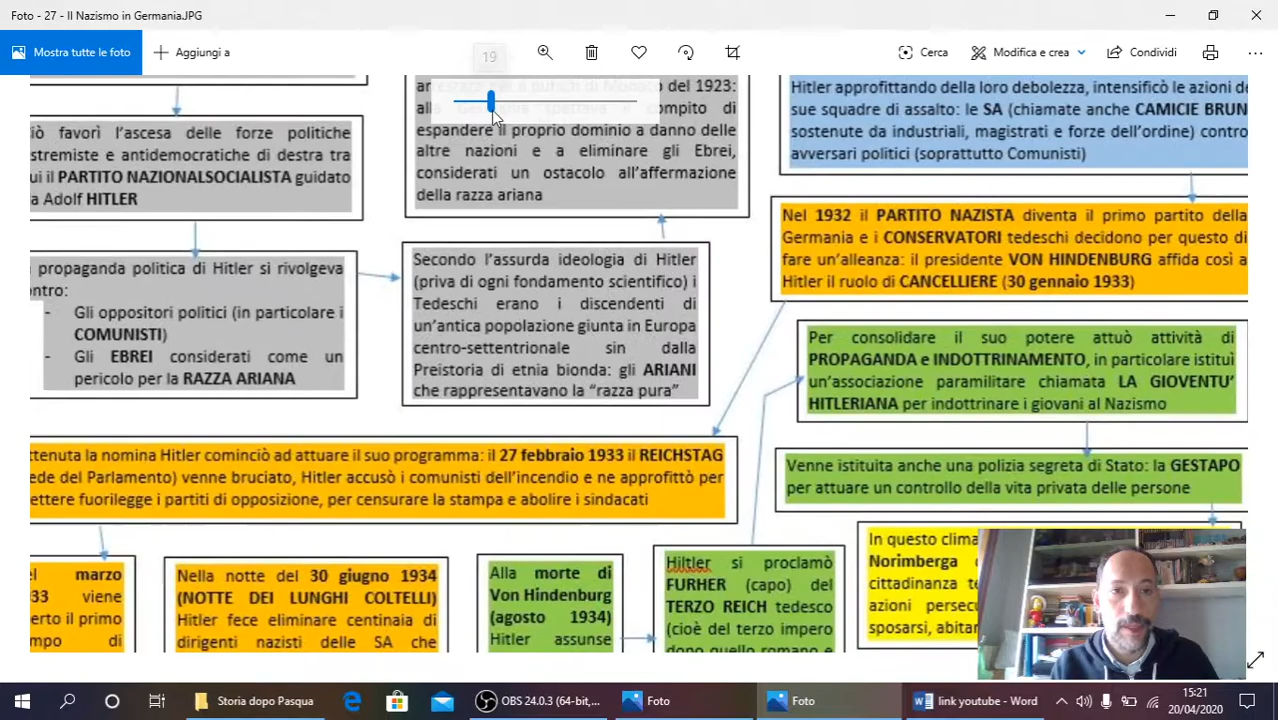 Foto - 27 - Il Nazismo in Germania.JPG
Mostra tutte le foto
Aggiungi a
19
Cerca
Modifica e crea
Condividi
iò favorì l'ascesa delle forze politiche
stremiste e antidemocratiche di destra tra
ui il PARTITO NAZIONALSOCIALISTA guidato
a Adolf HITLER
propaganda politica di Hitler si rivolgeva
ntro:
- Gli oppositori politici (in particolare i
COMUNISTI)
- Gli EBREI considerati come un
pericolo per la RAZZA ARIANA
del 1923:
alla compito di
espandere il proprio dominio a danno delle
altre nazioni e a eliminare gli Ebrei,
considerati un ostacolo all'affermazione
della razza ariana
Secondo l'assurda ideologia di Hitler
(priva di ogni fondamento scientifico) i
Tedeschi erano i discendenti di
un'antica popolazione giunta in Europa
centro-settentrionale sin dalla
Preistoria di etnia bionda: gli ARIANI
che rappresentavano la "razza pura"
Hitler approfittando della loro debolezza, intensificò le azioni de
sue squadre di assalto: le SA (chiamate anche CAMICIE BRUN
sostenute da industriali, magistrati e forze dell'ordine) contro
avversari politici (soprattutto Comunisti)
Nel 1932 il PARTITO NAZISTA diventa il primo partito della
Germania e i CONSERVATORI tedeschi decidono per questo di
fare un'alleanza: il presidente VON HINDENBURG affida così a
Hitler il ruolo di CANCELLIERE (30 gennaio 1933)
Per consolidare il suo potere attuò attività di
PROPAGANDA e INDOTTRINAMENTO, in particolare istituì
un'associazione paramilitare chiamata LA GIOVENTU'
HITLERIANA per indottrinare i giovani al Nazismo
ttenuta la nomina Hitler cominciò ad attuare il suo programma: il 27 febbraio 1933 il REICHSTAG
ede del Parlamento) venne bruciato, Hitler accusò i comunisti dell'incendio e ne approfittò per
ettere fuorilegge i partiti di opposizione, per censurare la stampa e abolire i sindacati
Venne istituita anche una polizia segreta di Stato: la GESTAPO
per attuare un controllo della vita privata delle persone
el marzo
33 viene
erto il primo
mpo di
Nella notte del 30 giugno 1934
(NOTTE DEI LUNGHI COLTELLI)
Hitler fece eliminare centinaia di
dirigenti nazisti delle SA che
Alla morte di
Von Hindenburg
(agosto 1934)
Hitler assunse
Hiltler si proclamò
FURHER (capo) del
TERZO REICH tedesco
(cioè del terzo impero
dopo quello romano e
In questo clima
Norimberga
cittadinanza te
azioni persecu
sposarsi, abitar
Storia dopo Pasqua
OBS 24.0.3 (64-bit,...
Foto
Foto
link youtube - Word
15:21
20/04/2020